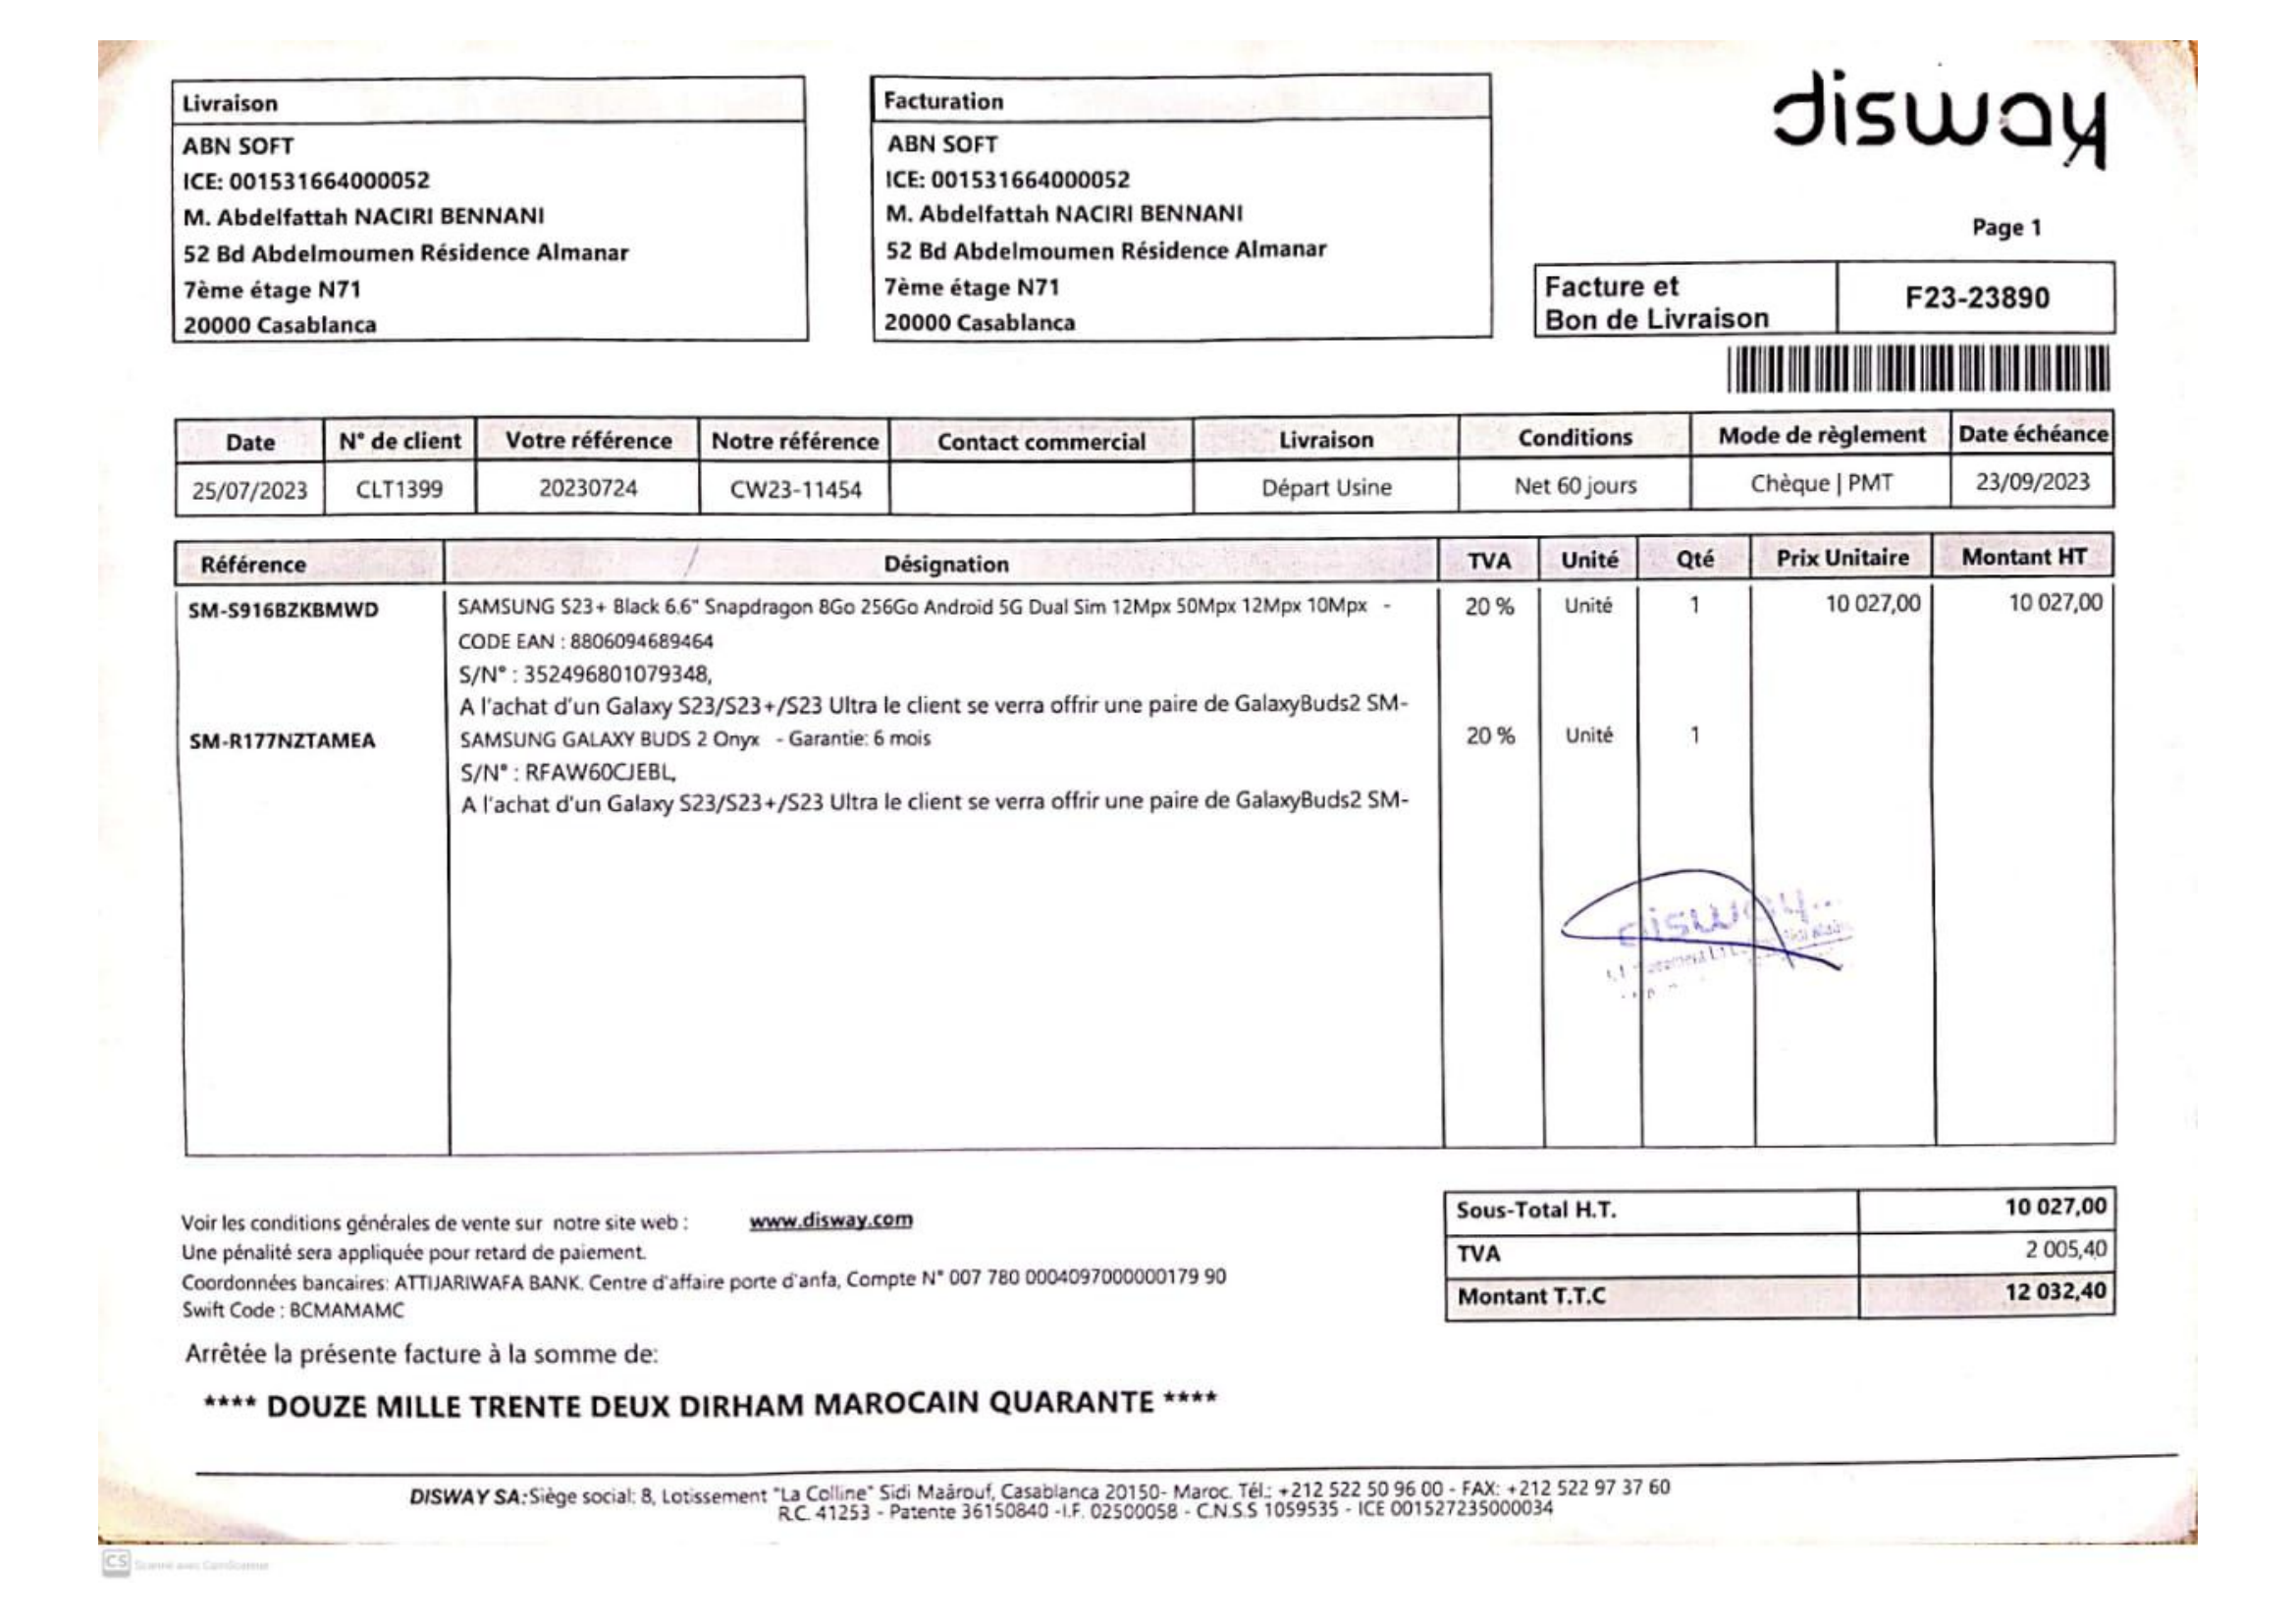 Livraison
ABN SOFT
ICE: 001531664000052
M. Abdelfattah NACIRI BENNANI
52 Bd Abdelmoumen Résidence Almanar
7ème étage N71
20000 Casablanca
Facturation
ABN SOFT
ICE: 001531664000052
M. Abdelfattah NACIRI BENNANI
52 Bd Abdelmoumen Résidence Almanar
7ème étage N71
20000 Casablanca
disway
Page 1
Facture et
Bon de Livraison
F23-23890
Date N° de client Votre référence Notre référence Contact commercial Livraison Conditions Mode de règlement Date échéance
25/07/2023 CLT1399 20230724 CW23-11454 Départ Usine Net 60 jours Chèque | PMT 23/09/2023
Référence Désignation TVA Unité Qté Prix Unitaire Montant HT
SM-S916BZKBMWD SAMSUNG S23+ Black 6.6" Snapdragon 8Go 256Go Android 5G Dual Sim 12Mpx 50Mpx 12Mpx 10Mpx - 20 % Unité 1 10 027,00 10 027,00
CODE EAN : 8806094689464
S/N° : 352496801079348,
A l'achat d'un Galaxy S23/S23+/S23 Ultra le client se verra offrir une paire de GalaxyBuds2 SM-
SM-R177NZTAMEA SAMSUNG GALAXY BUDS 2 Onyx - Garantie: 6 mois 20 % Unité 1
S/N° : RFAW60CJEBL,
A l'achat d'un Galaxy S23/S23+/S23 Ultra le client se verra offrir une paire de GalaxyBuds2 SM-
disway
Voir les conditions générales de vente sur notre site web : www.disway.com
Une pénalité sera appliquée pour retard de paiement.
Coordonnées bancaires: ATTIJARIWAFA BANK. Centre d'affaire porte d'anfa, Compte N° 007 780 0004097000000179 90
Swift Code : BCMAMAMC
Sous-Total H.T. 10 027,00
TVA 2 005,40
Montant T.T.C 12 032,40
Arrêtée la présente facture à la somme de:
**** DOUZE MILLE TRENTE DEUX DIRHAM MAROCAIN QUARANTE ****
DISWAY SA:Siège social: 8, Lotissement "La Colline" Sidi Maârouf, Casablanca 20150- Maroc. Tél.: +212 522 50 96 00 - FAX: +212 522 97 37 60
R.C. 41253 - Patente 36150840 -I.F. 02500058 - C.N.S.S 1059535 - ICE 001527235000034
CS Scanné avec CamScanner